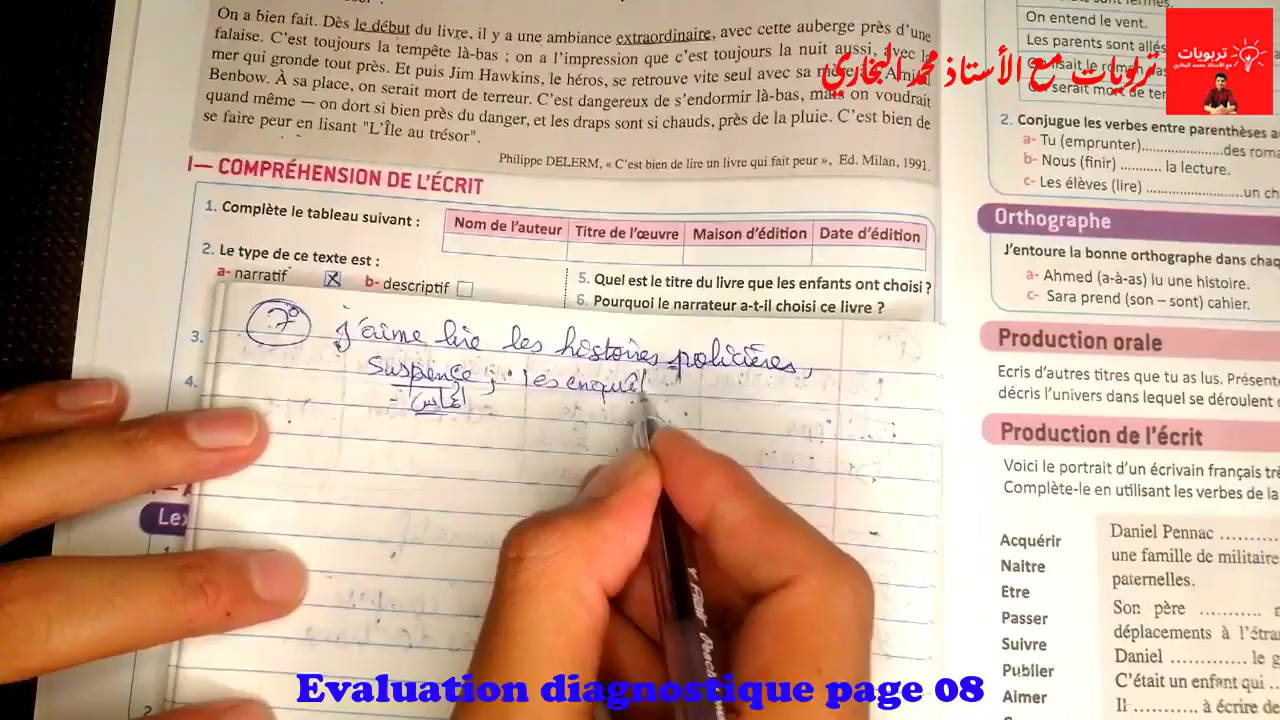 On a bien fait. Dès le début du livre, il y a une ambiance extraordinaire, avec cette auberge près d'une
falaise. C'est toujours la tempête là-bas ; on a l'impression que c'est toujours la nuit aussi, avec la
mer qui gronde tout près. Et puis Jim Hawkins, le héros, se retrouve vite seul avec sa mère à l'Amiral
Benbow. À sa place, on serait mort de terreur. C'est dangereux de s'endormir là-bas, mais on voudrait
quand même — on dort si bien près du danger, et les draps sont si chauds, près de la pluie. C'est bien de
se faire peur en lisant "L'Île au trésor".
Philippe DELERM, « C'est bien de lire un livre qui fait peur », Ed. Milan, 1991.
I— COMPRÉHENSION DE L'ÉCRIT
1. Complète le tableau suivant :
Nom de l'auteur Titre de l'œuvre Maison d'édition Date d'édition
2. Le type de ce texte est :
a- narratif b- descriptif
5. Quel est le titre du livre que les enfants ont choisi ?
6. Pourquoi le narrateur a-t-il choisi ce livre ?
3.
4.
7° J'aime lire les histoires policières,
suspence, les enquêt
الحماس
Lex
1
2
On entend le vent.
Les parents sont allés
serait mort de ter
2. Conjugue les verbes entre parenthèses a
a- Tu (emprunter)......................des roma
b- Nous (finir) ........... la lecture.
c- Les élèves (lire) ..........................un ch
Orthographe
J'entoure la bonne orthographe dans chaq
a- Ahmed (a-à-as) lu une histoire.
c- Sara prend (son – sont) cahier.
Production orale
Ecris d'autres titres que tu as lus. Présent
décris l'univers dans lequel se déroulent
Production de l'écrit
Voici le portrait d'un écrivain français tr
Complète-le en utilisant les verbes de la
Acquérir
Naitre
Etre
Passer
Suivre
Publier
Aimer
Daniel Pennac .........
une famille de militaire
paternelles.
Son père ..........
déplacements à l'étra
Daniel ............ le g
C'était un enfant qui ..
Il ........... à écrire de
تربويات مع الأستاذ محمد البخاري
تربويات
مع الأستاذ محمد البخاري
Evaluation diagnostique page 08